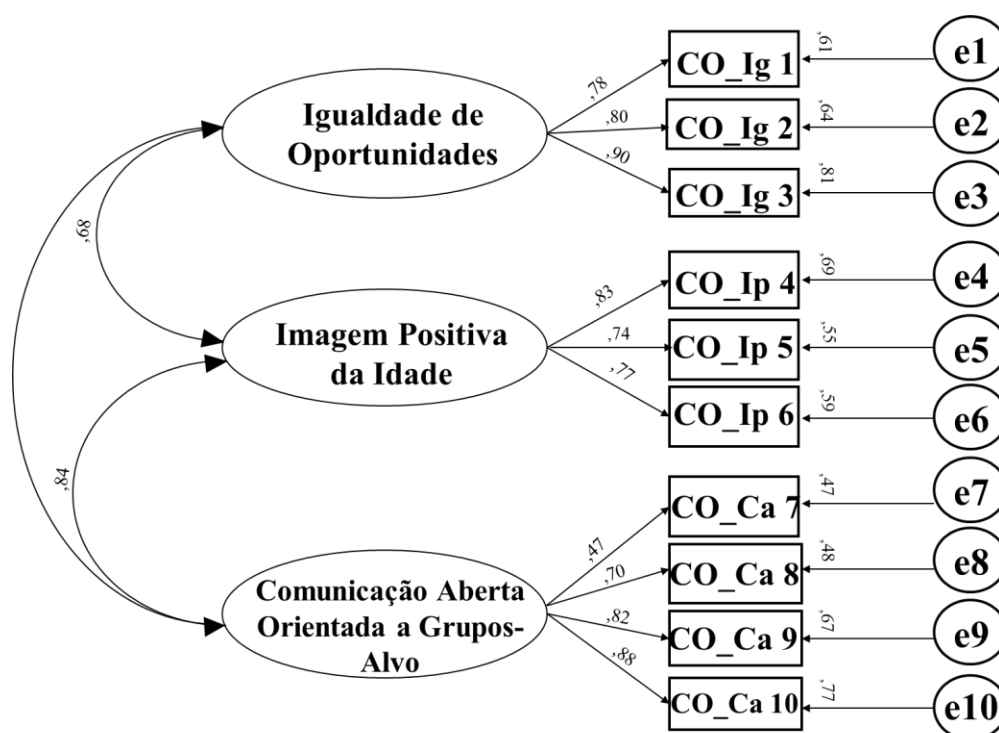 Igualdade de
Oportunidades
,78
,80
,90
CO_Ig 1
,61
e1
CO_Ig 2
,64
e2
CO_Ig 3
,81
e3
,68
Imagem Positiva
da Idade
,83
,74
,77
CO_Ip 4
,69
e4
CO_Ip 5
,55
e5
CO_Ip 6
,59
e6
,84
Comunicação Aberta
Orientada a Grupos-
Alvo
,47
,70
,82
,88
CO_Ca 7
,47
e7
CO_Ca 8
,48
e8
CO_Ca 9
,67
e9
CO_Ca 10
,77
e10